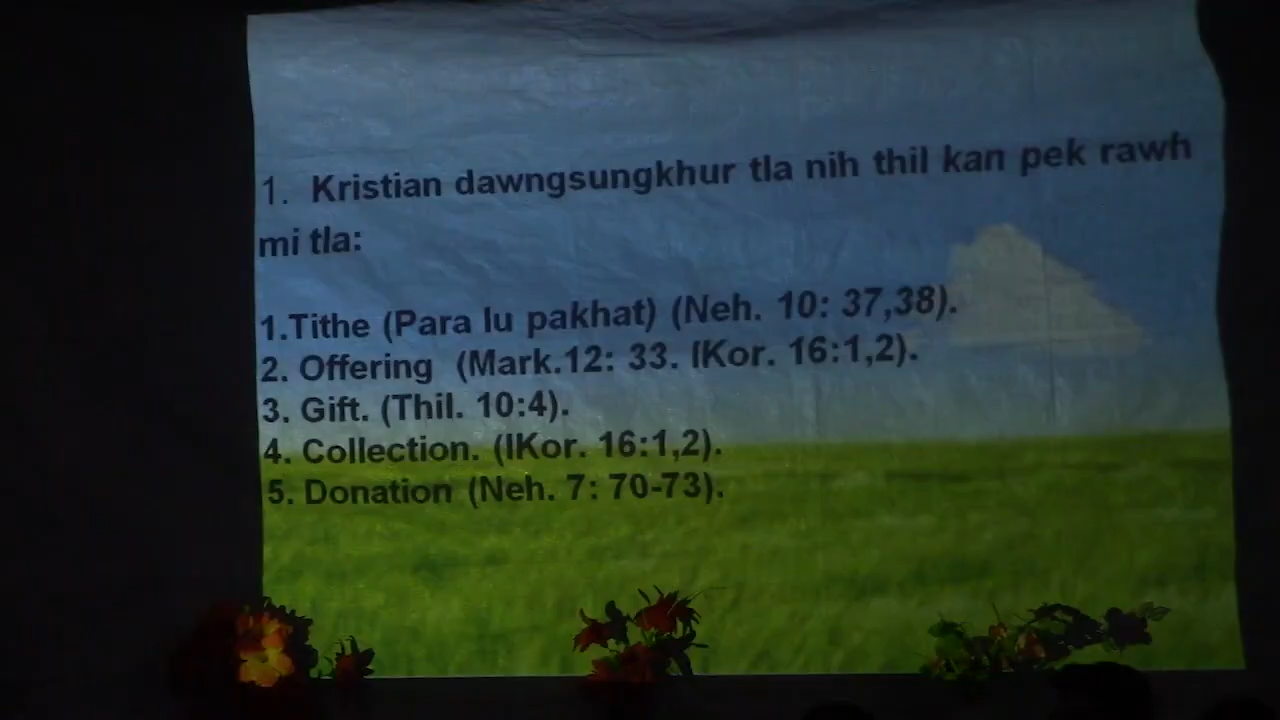 1. Kristian dawngsungkhur tla nih thil kan pek rawh
mi tla:
1.Tithe (Para lu pakhat) (Neh. 10: 37,38).
2. Offering (Mark.12: 33. IKor. 16:1,2).
3. Gift. (Thil. 10:4).
4. Collection. (IKor. 16:1,2).
5. Donation (Neh. 7: 70-73).